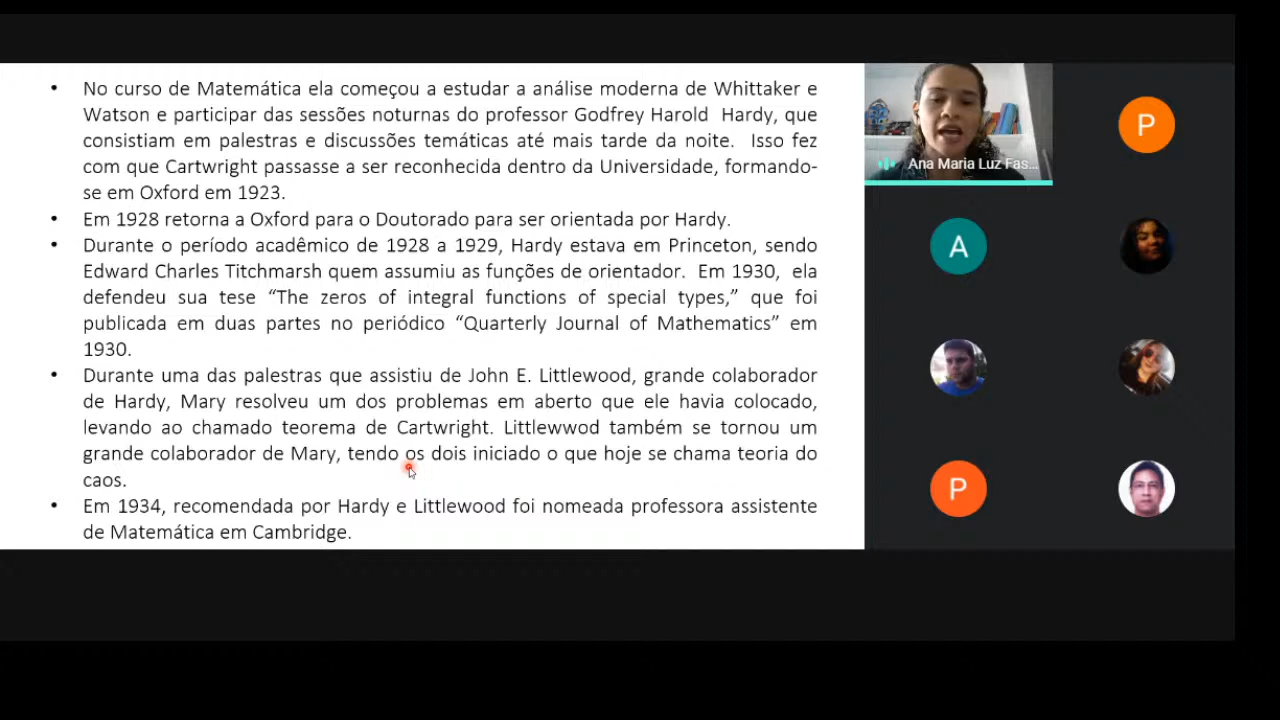 • No curso de Matemática ela começou a estudar a análise moderna de Whittaker e
Watson e participar das sessões noturnas do professor Godfrey Harold Hardy, que
consistiam em palestras e discussões temáticas até mais tarde da noite. Isso fez
com que Cartwright passasse a ser reconhecida dentro da Universidade, formando-
se em Oxford em 1923.
• Em 1928 retorna a Oxford para o Doutorado para ser orientada por Hardy.
• Durante o período acadêmico de 1928 a 1929, Hardy estava em Princeton, sendo
Edward Charles Titchmarsh quem assumiu as funções de orientador. Em 1930, ela
defendeu sua tese “The zeros of integral functions of special types,” que foi
publicada em duas partes no periódico “Quarterly Journal of Mathematics” em
1930.
• Durante uma das palestras que assistiu de John E. Littlewood, grande colaborador
de Hardy, Mary resolveu um dos problemas em aberto que ele havia colocado,
levando ao chamado teorema de Cartwright. Littlewwod também se tornou um
grande colaborador de Mary, tendo os dois iniciado o que hoje se chama teoria do
caos.
• Em 1934, recomendada por Hardy e Littlewood foi nomeada professora assistente
de Matemática em Cambridge.
Ana Maria Luz Fas...
P
A
P